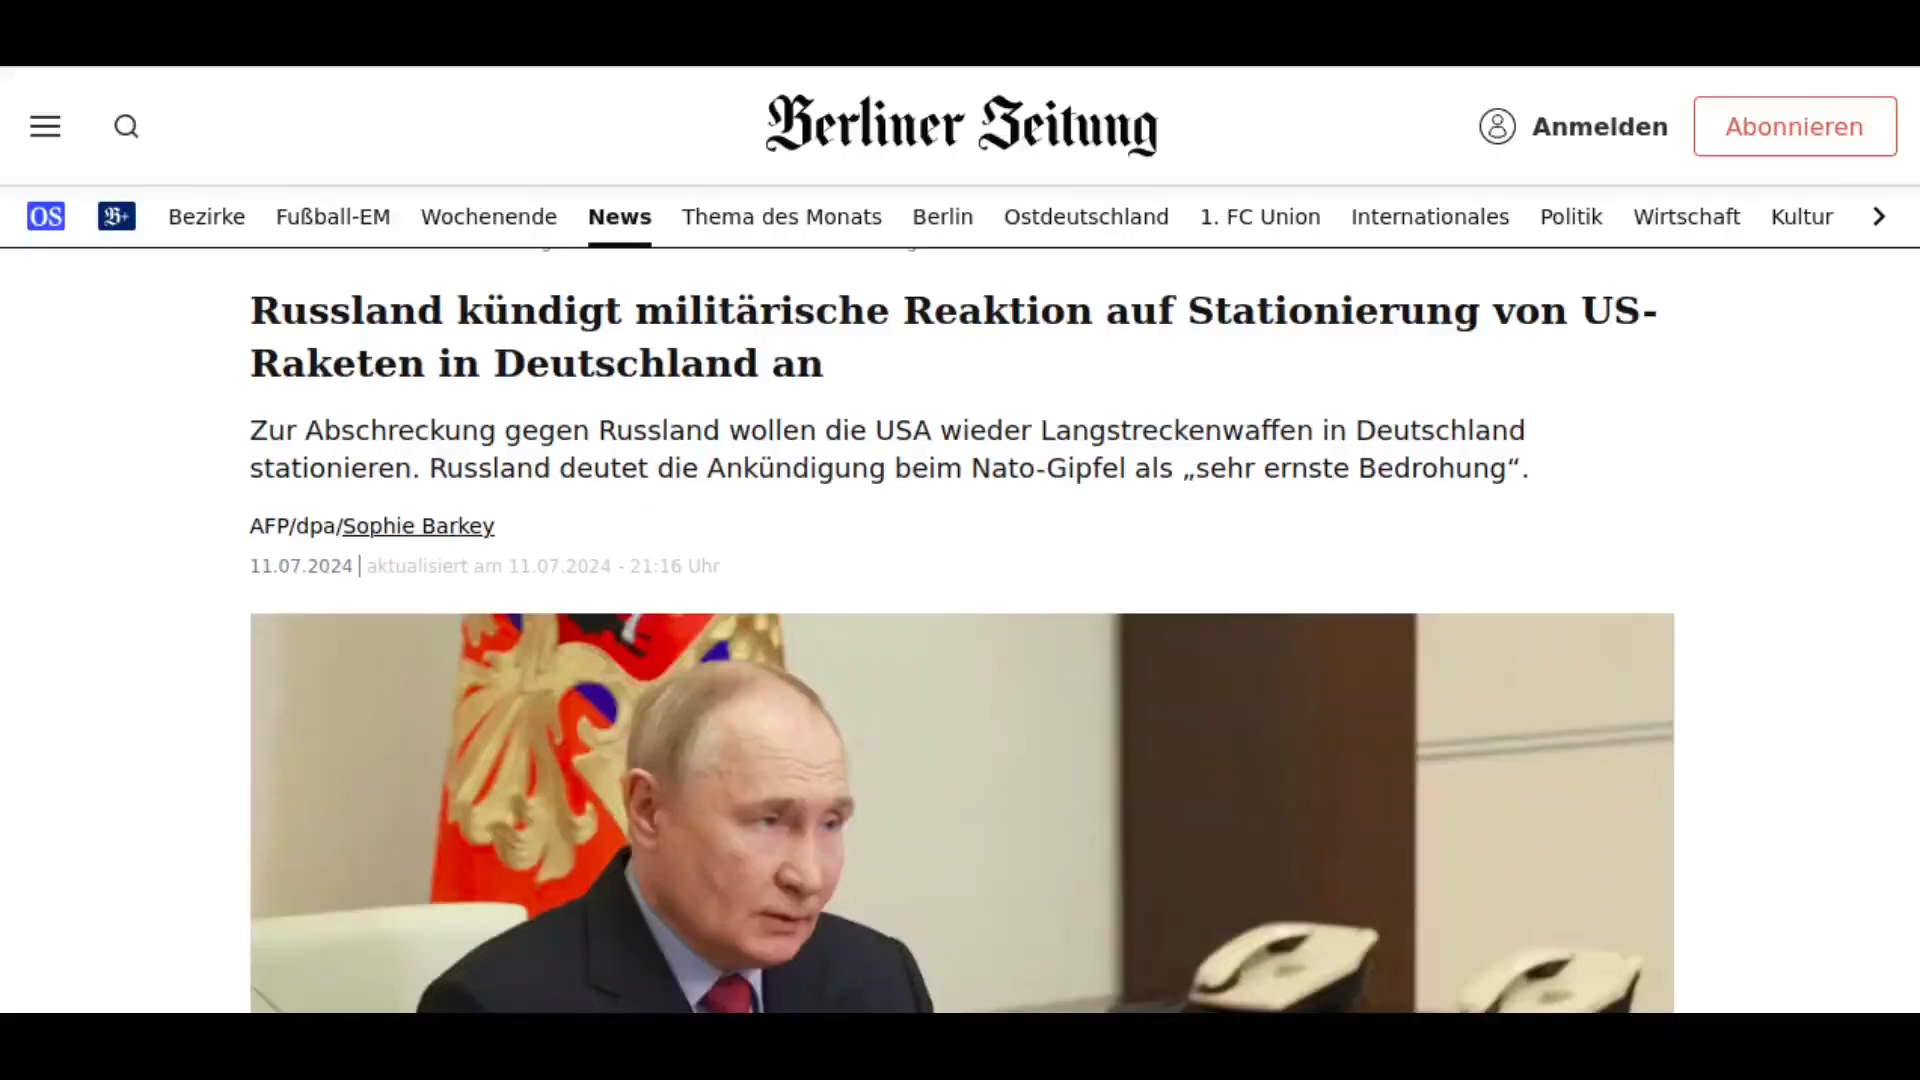 Berliner Zeitung
Anmelden
Abonnieren
OS
B+
Bezirke
Fußball-EM
Wochenende
News
Thema des Monats
Berlin
Ostdeutschland
1. FC Union
Internationales
Politik
Wirtschaft
Kultur
Russland kündigt militärische Reaktion auf Stationierung von US-
Raketen in Deutschland an
Zur Abschreckung gegen Russland wollen die USA wieder Langstreckenwaffen in Deutschland
stationieren. Russland deutet die Ankündigung beim Nato-Gipfel als „sehr ernste Bedrohung“.
AFP/dpa/Sophie Barkey
11.07.2024 | aktualisiert am 11.07.2024 - 21:16 Uhr